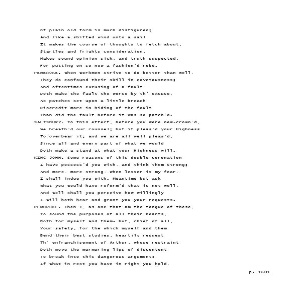 Of plain old form is much disfigured;
And like a shifted wind unto a sail
It makes the course of thoughts to fetch about,
Startles and frights consideration,
Makes sound opinion sick, and truth suspected,
For putting on so new a fashion'd robe.
PEMBROKE. When workmen strive to do better than well,
They do confound their skill in covetousness;
And oftentimes excusing of a fault
Doth make the fault the worse by th' excuse,
As patches set upon a little breach
Discredit more in hiding of the fault
Than did the fault before it was so patch'd.
SALISBURY. To this effect, before you were new-crown'd,
We breath'd our counsel; but it pleas'd your Highness
To overbear it; and we are all well pleas'd,
Since all and every part of what we would
Doth make a stand at what your Highness will.
KING JOHN. Some reasons of this double coronation
I have possess'd you with, and think them strong;
And more, more strong, when lesser is my fear,
I shall indue you with. Meantime but ask
What you would have reform'd that is not well,
And well shall you perceive how willingly
I will both hear and grant you your requests.
PEMBROKE. Then I, as one that am the tongue of these,
To sound the purposes of all their hearts,
Both for myself and them- but, chief of all,
Your safety, for the which myself and them
Bend their best studies, heartily request
Th' enfranchisement of Arthur, whose restraint
Doth move the murmuring lips of discontent
To break into this dangerous argument:
If what in rest you have in right you hold,